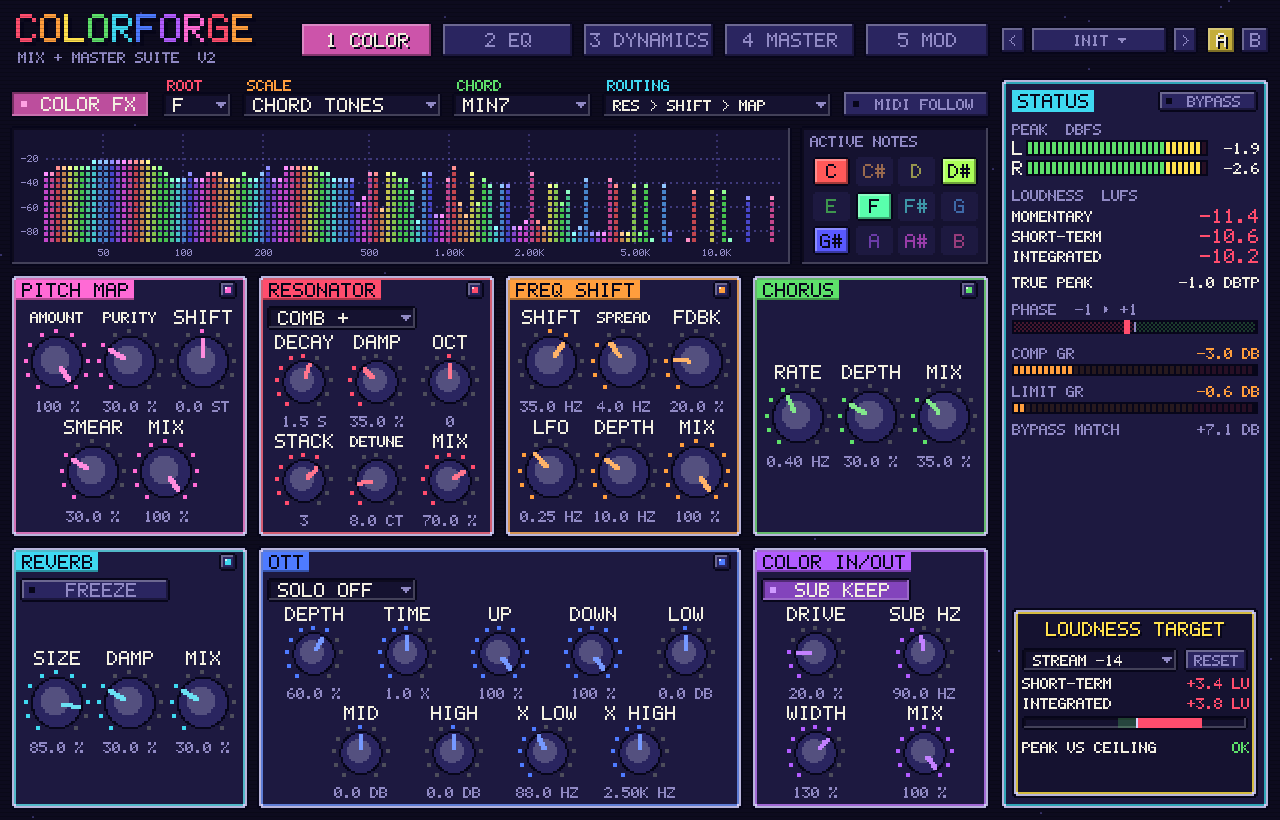 COLORFORGE
MIX + MASTER SUITE V2
1 COLOR
2 EQ
3 DYNAMICS
4 MASTER
5 MOD
<
INIT
>
A
B
COLOR FX
ROOT
F
SCALE
CHORD TONES
CHORD
MIN7
ROUTING
RES > SHIFT > MAP
MIDI FOLLOW
-20
-40
-60
-80
50 100 200 500 1.00K 2.00K 5.00K 10.0K
ACTIVE NOTES
C C# D D#
E F F# G
G# A A# B
STATUS
BYPASS
PEAK DBFS
L -1.9
R -2.6
LOUDNESS LUFS
MOMENTARY -11.4
SHORT-TERM -10.6
INTEGRATED -10.2
TRUE PEAK -1.0 DBTP
PHASE -1 +1
COMP GR -3.0 DB
LIMIT GR -0.6 DB
BYPASS MATCH +7.1 DB
PITCH MAP
AMOUNT PURITY SHIFT
100 % 30.0 % 0.0 ST
SMEAR MIX
30.0 % 100 %
RESONATOR
COMB +
DECAY DAMP OCT
1.5 S 35.0 % 0
STACK DETUNE MIX
3 8.0 CT 70.0 %
FREQ SHIFT
SHIFT SPREAD FDBK
35.0 HZ 4.0 HZ 20.0 %
LFO DEPTH MIX
0.25 HZ 10.0 HZ 100 %
CHORUS
RATE DEPTH MIX
0.40 HZ 30.0 % 35.0 %
REVERB
FREEZE
SIZE DAMP MIX
85.0 % 30.0 % 30.0 %
OTT
SOLO OFF
DEPTH TIME UP DOWN LOW
60.0 % 1.0 X 100 % 100 % 0.0 DB
MID HIGH X LOW X HIGH
0.0 DB 0.0 DB 88.0 HZ 2.50K HZ
COLOR IN/OUT
SUB KEEP
DRIVE SUB HZ
20.0 % 90.0 HZ
WIDTH MIX
130 % 100 %
LOUDNESS TARGET
STREAM -14
RESET
SHORT-TERM +3.4 LU
INTEGRATED +3.8 LU
PEAK VS CEILING OK